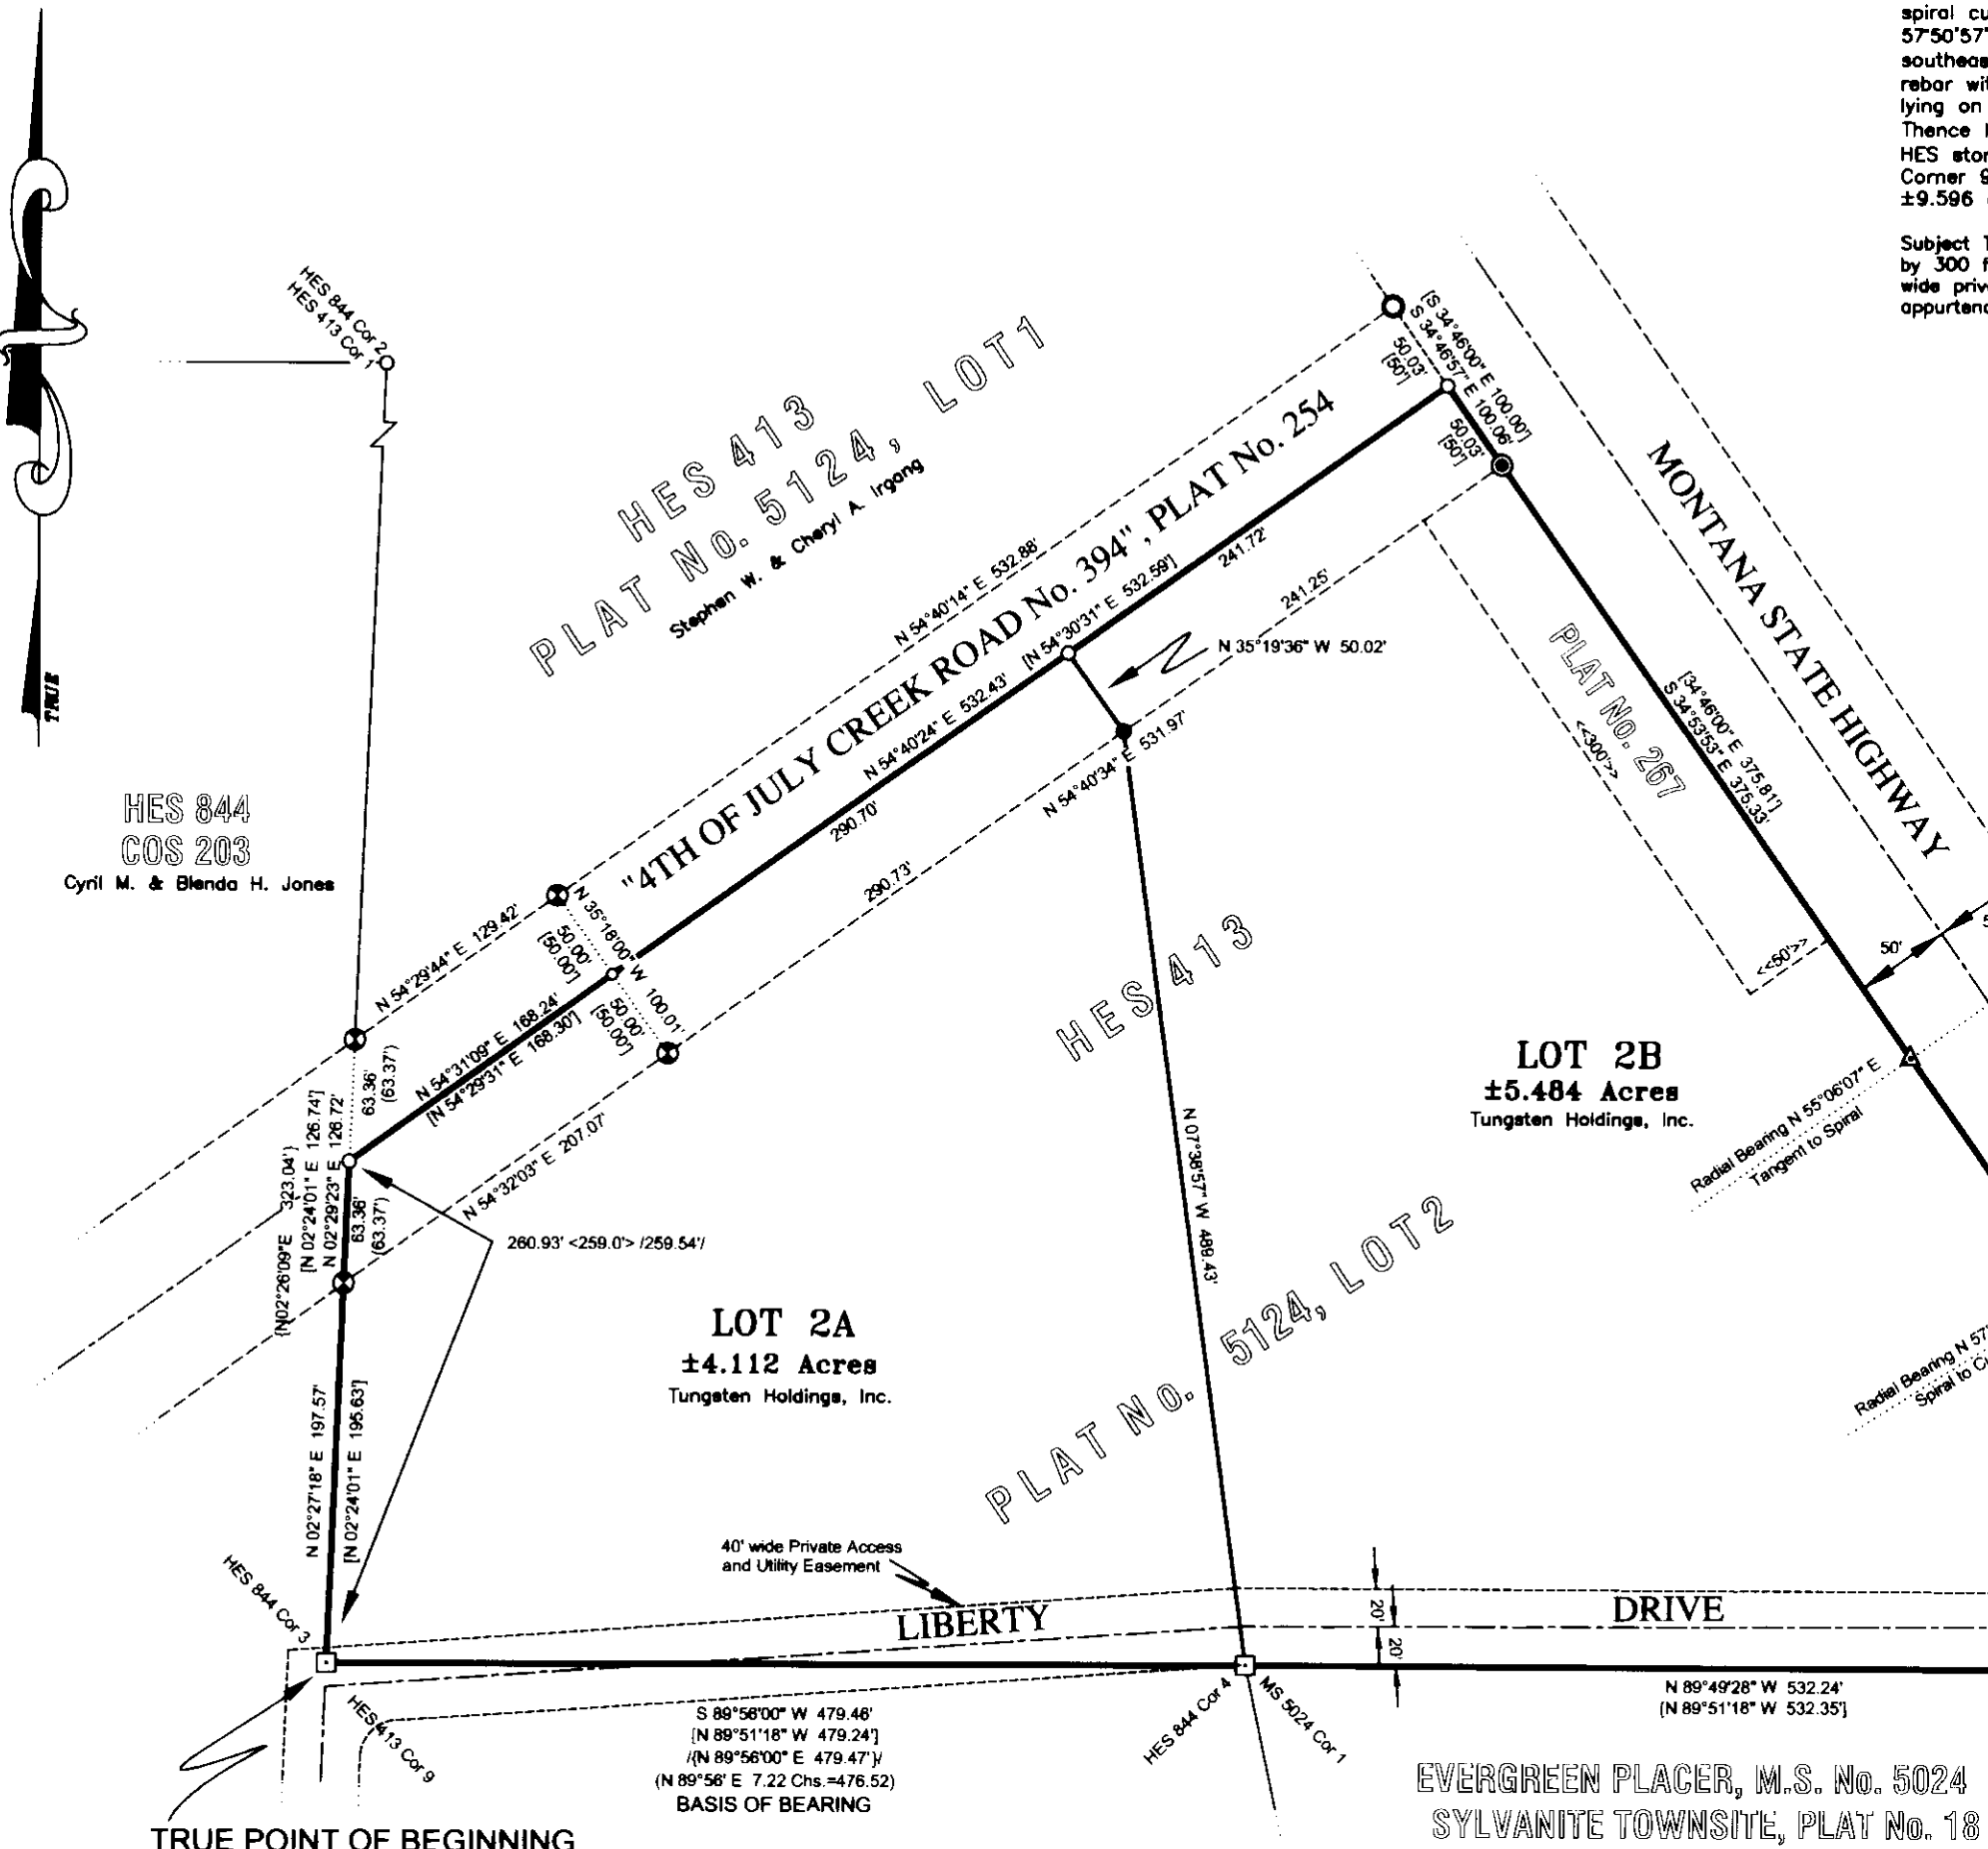 spiral
57°50'57"
rebar
lying on
Thence
HES
Corner
±9.596
Subject
by 300
wide
TRUE
HES 844 Cor 2
HES 413 Cor 1
HES 413
PLAT No. 5124, LOT1
Stephen W. & Cheryl A. Irgang
[S 34°46'00" E 100.00']
S 34°46'57" E 100.06'
50.03'
[50']
50.03'
[50']
MONTANA STATE HIGHWAY
"4TH OF JULY CREEK ROAD No. 394", PLAT No. 254
N 54°40'14" E 532.88'
[N 54°30'31" E 532.59']
N 54°40'24" E 532.43'
241.72'
290.70'
241.25'
N 35°19'36" W 50.02'
N 54°40'34" E 531.97'
290.73'
PLAT No. 267
<<300'>>
<<50'>>
[34°46'00" E 375.81']
S 34°53'53" E 375.33'
50'
HES 844
COS 203
Cyril M. & Blenda H. Jones
N 54°29'44" E 129.42'
N 35°18'00" W 100.01'
50.00'
[50.00']
50.00'
[50.00']
N 54°31'09" E 168.24'
[N 54°29'31" E 168.30']
N 54°32'03" E 207.07'
63.36'
(63.37')
63.36'
(63.37')
{N02°26'09"E 323.04'}
[N 02°24'01" E 126.74']
N 02°29'23" E 126.72'
260.93' <259.0'> /259.54'/
HES 413
PLAT No. 5124, LOT2
N 07°38'57" W 489.43'
LOT 2B
±5.484 Acres
Tungsten Holdings, Inc.
Radial Bearing N 55°06'07" E
Tangent to Spiral
Radial Bearing N
Spiral to
LOT 2A
±4.112 Acres
Tungsten Holdings, Inc.
N 02°27'18" E 197.57'
[N 02°24'01" E 195.63']
40' wide Private Access
and Utility Easement
LIBERTY DRIVE
20'
20'
HES 844 Cor 3
HES 413 Cor 9
HES 844 Cor 4
MS 5024 Cor 1
S 89°56'00" W 479.46'
[N 89°51'18" W 479.24']
/{N 89°56'00" E 479.47'}/
(N 89°56' E 7.22 Chs.=476.52)
BASIS OF BEARING
N 89°49'28" W 532.24'
[N 89°51'18" W 532.35']
TRUE POINT OF BEGINNING
EVERGREEN PLACER, M.S. No. 5024
SYLVANITE TOWNSITE, PLAT No. 18